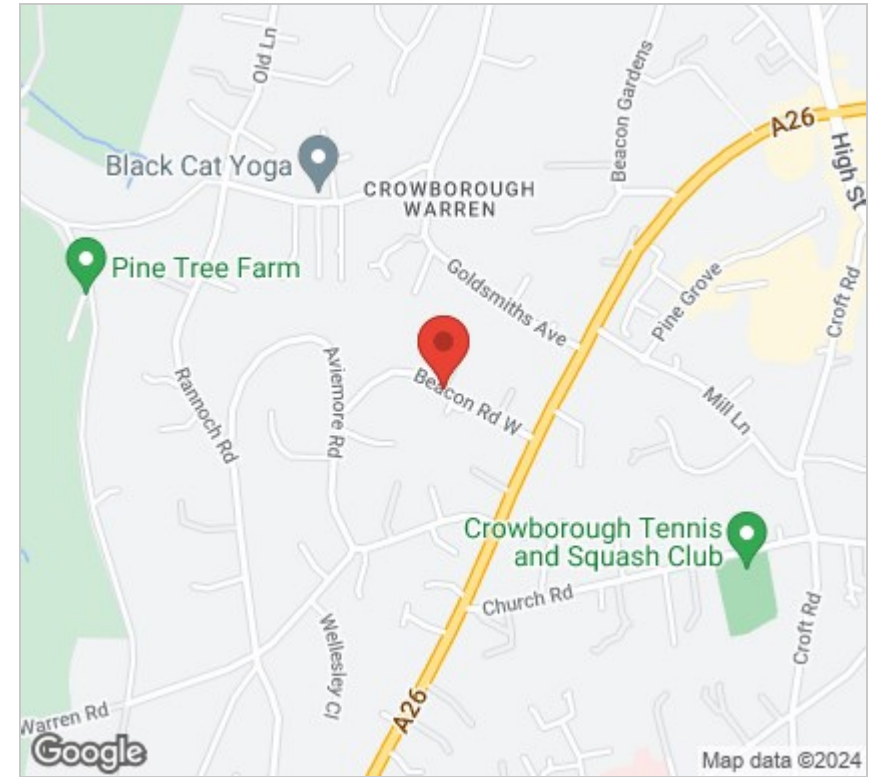 Old Ln
Beacon Gardens
A26
High St
Black Cat Yoga
CROWBOROUGH
WARREN
Pine Tree Farm
Goldsmiths Ave
Pine Grove
Croft Rd
Rannoch Rd
Aviemore Rd
Beacon Rd W
Mill Ln
Crowborough Tennis
and Squash Club
Church Rd
Wellesley Cl
Croft Rd
Warren Rd
A26
Google
Map data ©2024